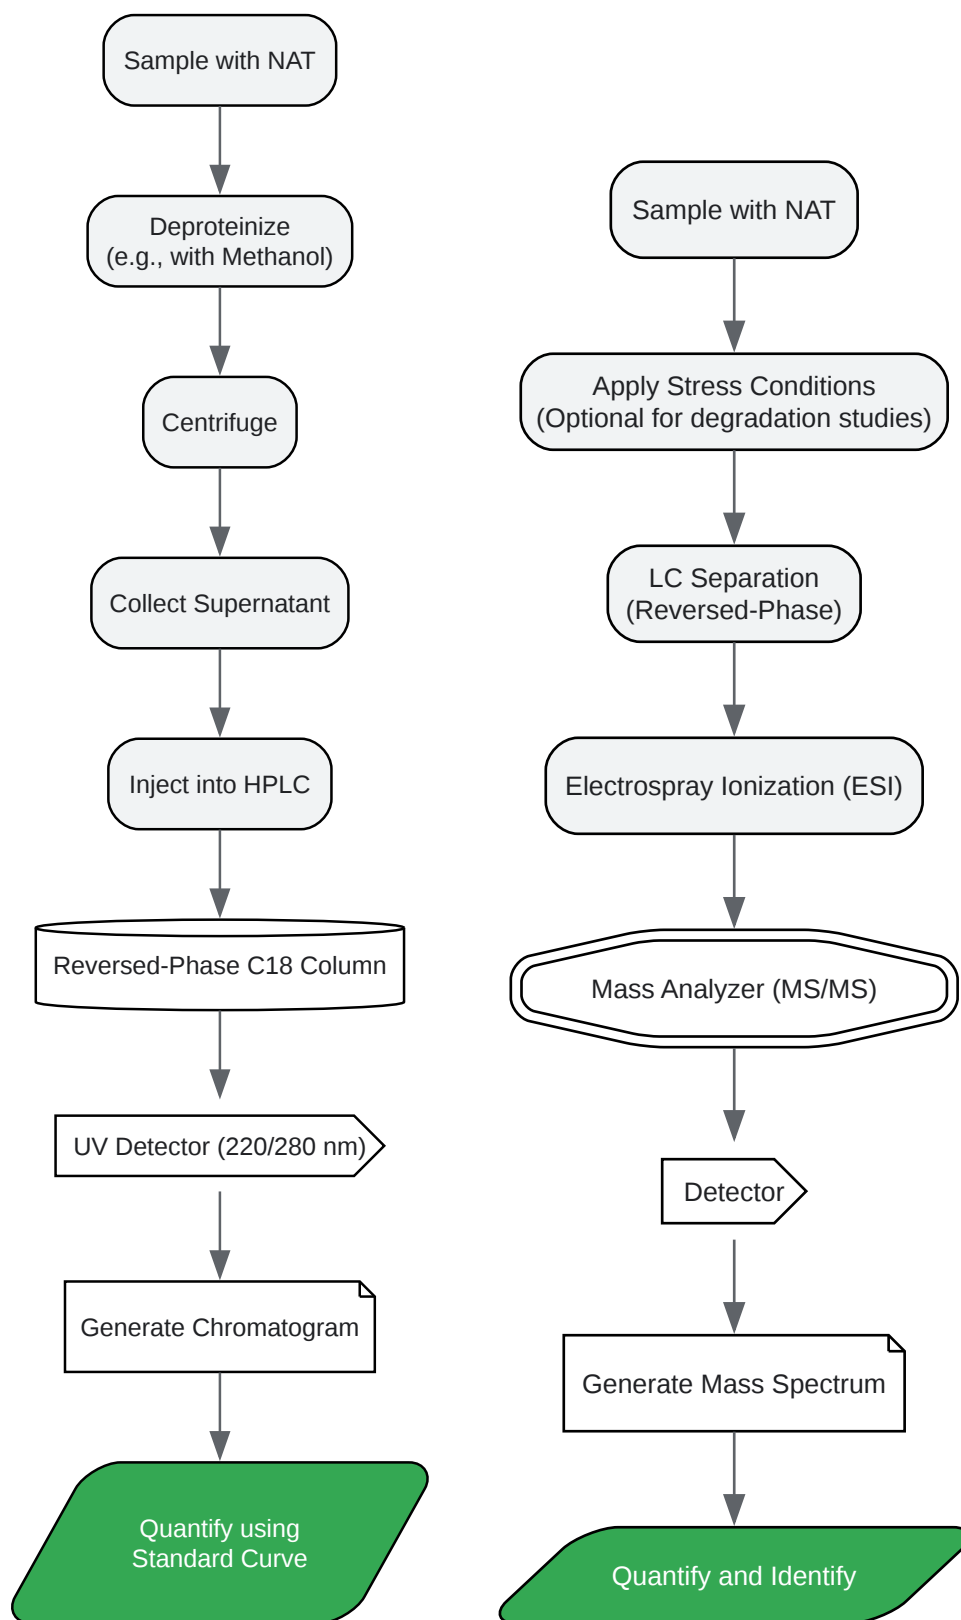 Sample with NAT
Deproteinize
(e.g., with Methanol)
Centrifuge
Collect Supernatant
Inject into HPLC
Reversed-Phase C18 Column
UV Detector (220/280 nm)
Generate Chromatogram
Quantify using
Standard Curve
Sample with NAT
Apply Stress Conditions
(Optional for degradation studies)
LC Separation
(Reversed-Phase)
Electrospray Ionization (ESI)
Mass Analyzer (MS/MS)
Detector
Generate Mass Spectrum
Quantify and Identify